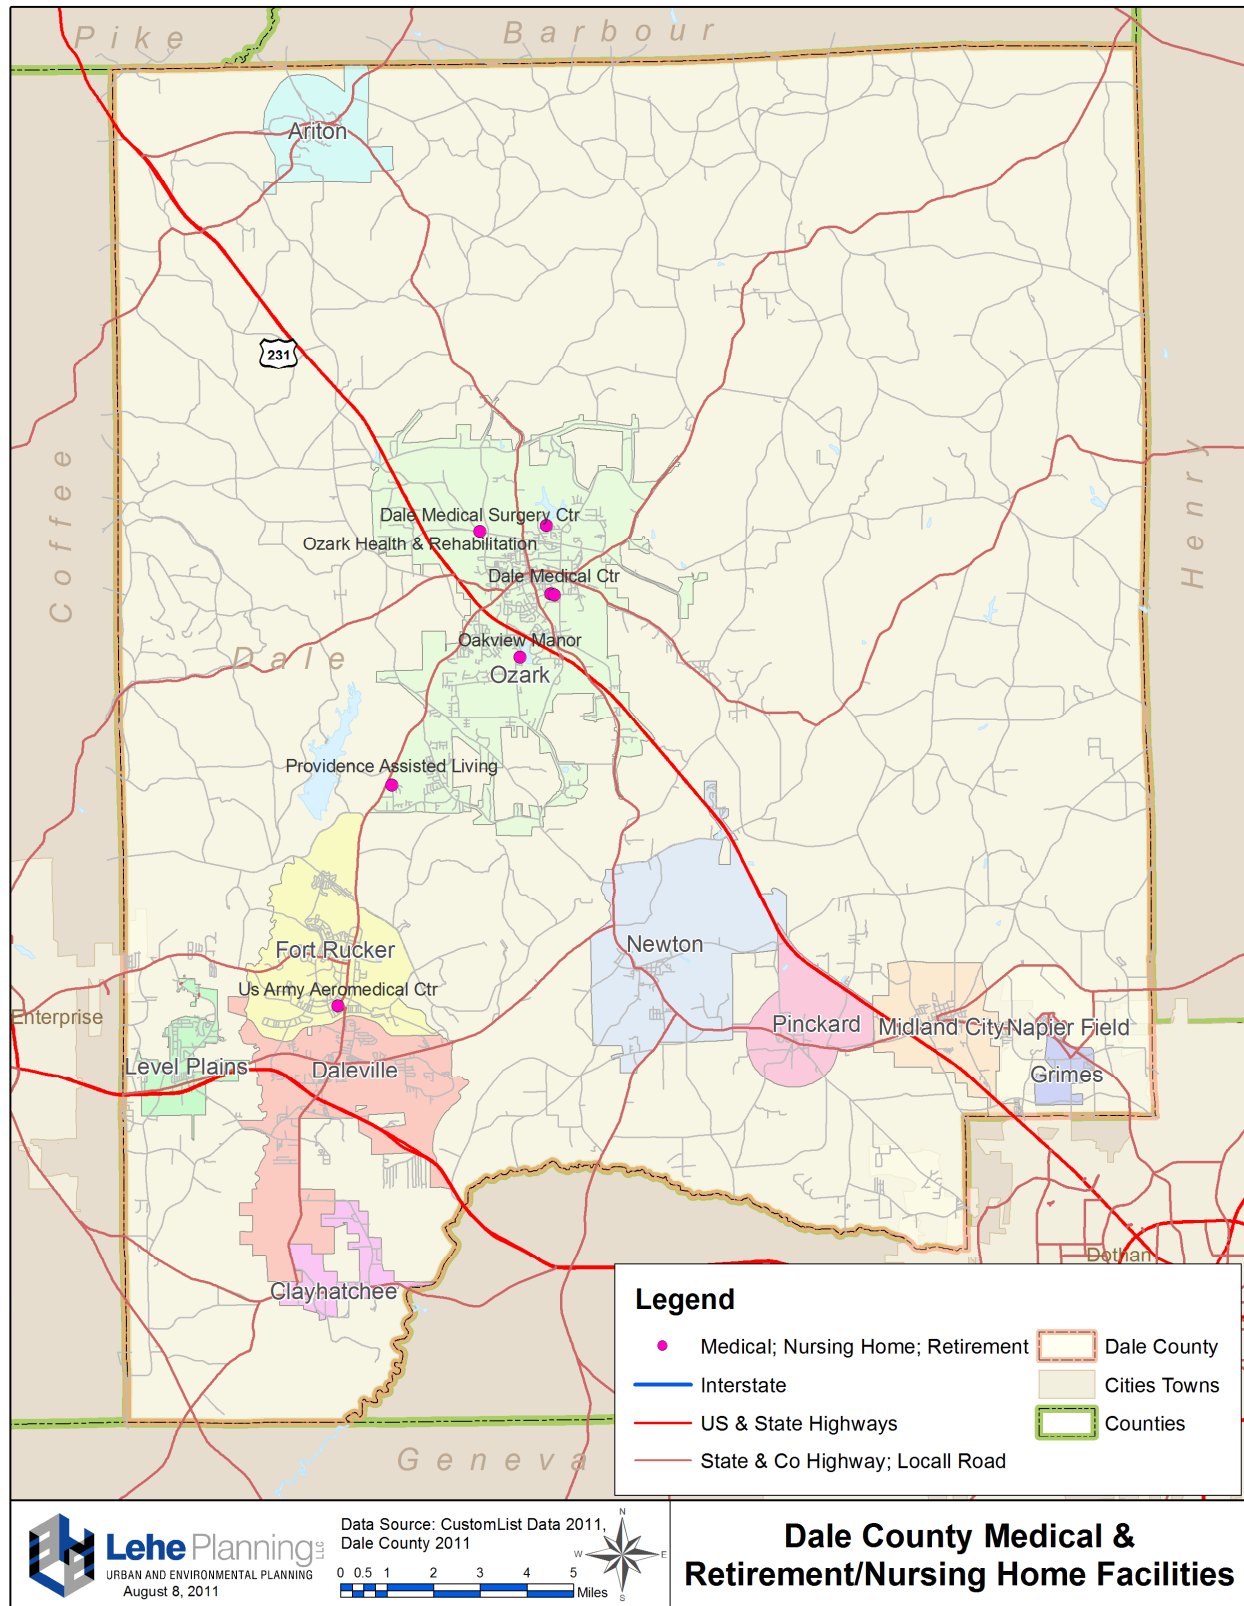 Pike
Barbour
Ariton
231
Coffee
Henry
Dale Medical Surgery Ctr
Ozark Health & Rehabilitation
Dale Medical Ctr
Oakview Manor
Dale
Ozark
Providence Assisted Living
Fort Rucker
Newton
Us Army Aeromedical Ctr
Enterprise
Pinckard
Midland City
Napier Field
Level Plains
Daleville
Grimes
Dothan
Clayhatchee
Geneva
Legend
Medical; Nursing Home; Retirement
Dale County
Interstate
Cities Towns
US & State Highways
Counties
State & Co Highway; Locall Road
Lehe Planning LLC
URBAN AND ENVIRONMENTAL PLANNING
August 8, 2011
Data Source: CustomList Data 2011,
Dale County 2011
0 0.5 1 2 3 4 5
Miles
N
W E
S
Dale County Medical &
Retirement/Nursing Home Facilities